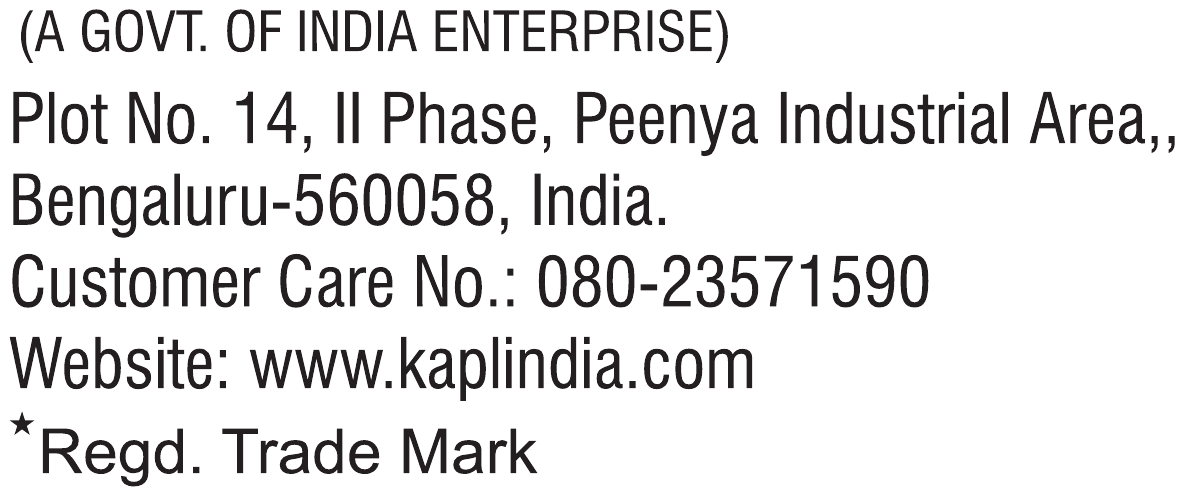 (A GOVT. OF INDIA ENTERPRISE)
Plot No. 14, II Phase, Peenya Industrial Area,,
Bengaluru-560058, India.
Customer Care No.: 080-23571590
Website: www.kaplindia.com
★Regd. Trade Mark